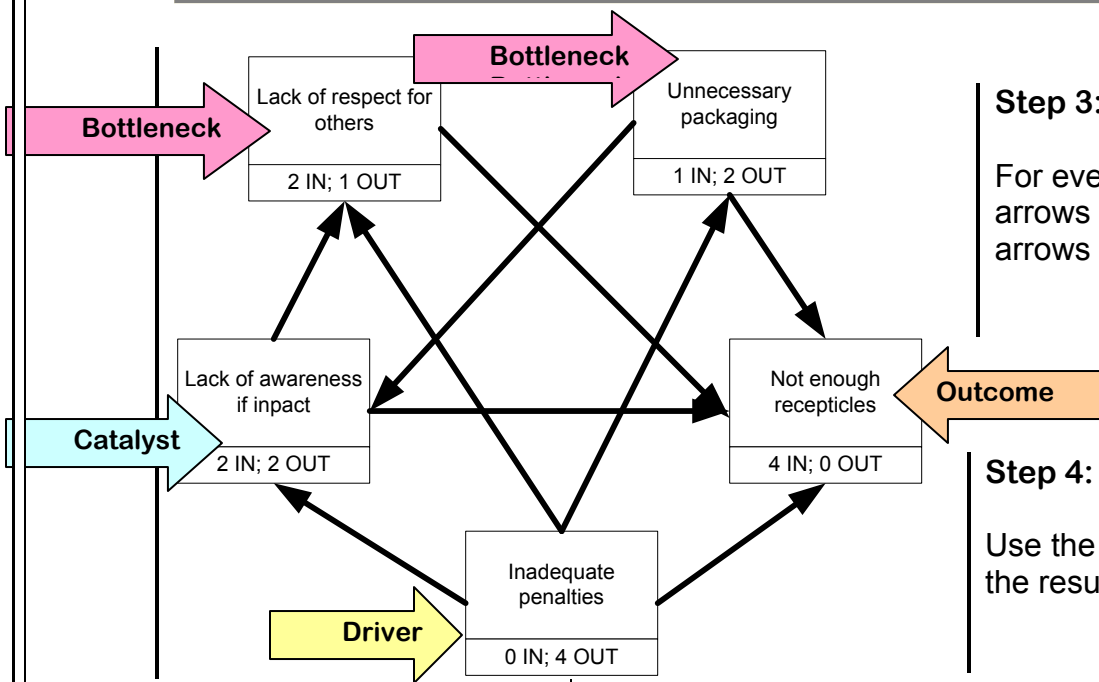 Bottleneck
Bottleneck
Lack of respect for
others
2 IN; 1 OUT
Unnecessary
packaging
1 IN; 2 OUT
Step 3:
For eve
arrows
arrows
Lack of awareness
if inpact
2 IN; 2 OUT
Catalyst
Not enough
recepticles
4 IN; 0 OUT
Outcome
Step 4:
Use the
the resu
Inadequate
penalties
0 IN; 4 OUT
Driver